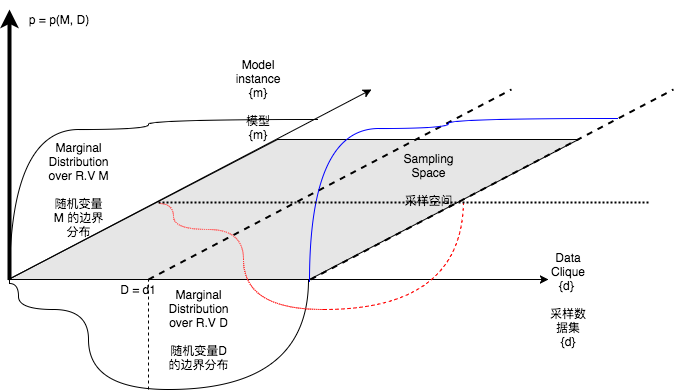 p = p(M, D)
Model
instance
{m}
模型
{m}
Marginal
Distribution
over R.V M
随机变量
M 的边界
分布
Sampling
Space
采样空间
Data
Clique
{d}
采样数
据集
{d}
D = d1
Marginal
Distribution
over R.V D
随机变量D
的边界分布